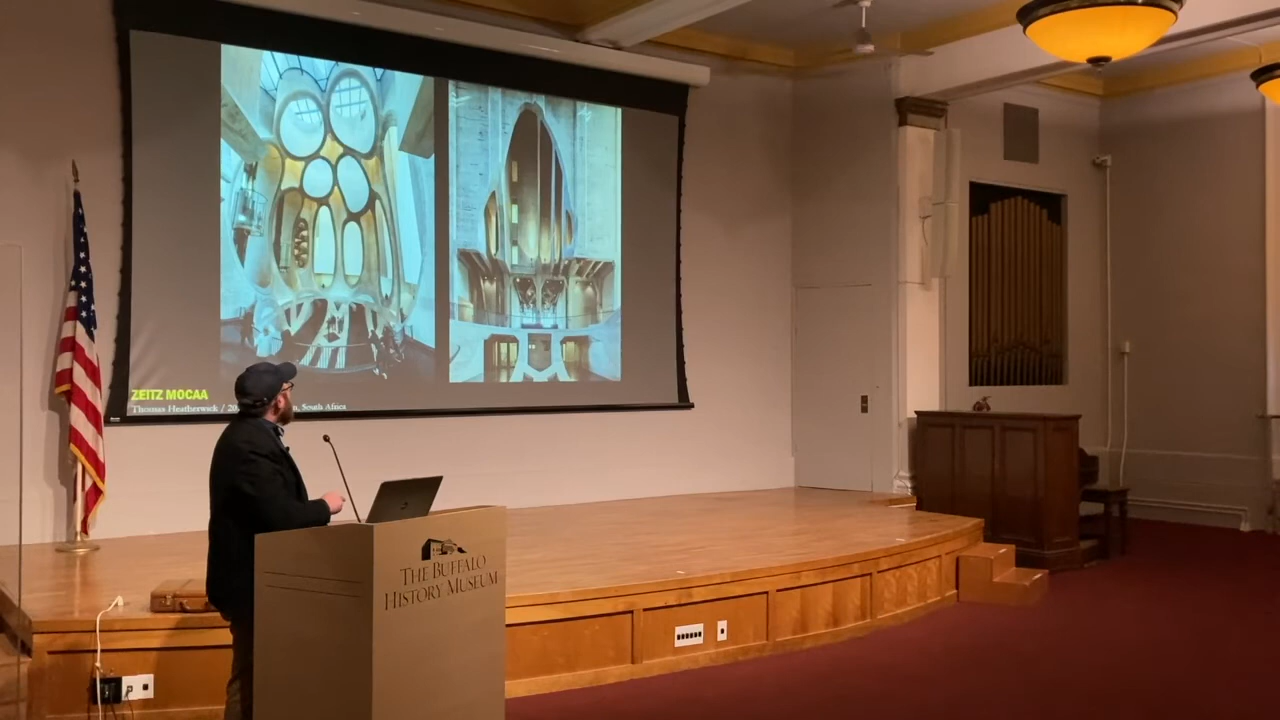 ZEITZ MOCAA
Thomas Heatherwick / 20 n, South Africa
THE BUFFALO
HISTORY MUSEUM